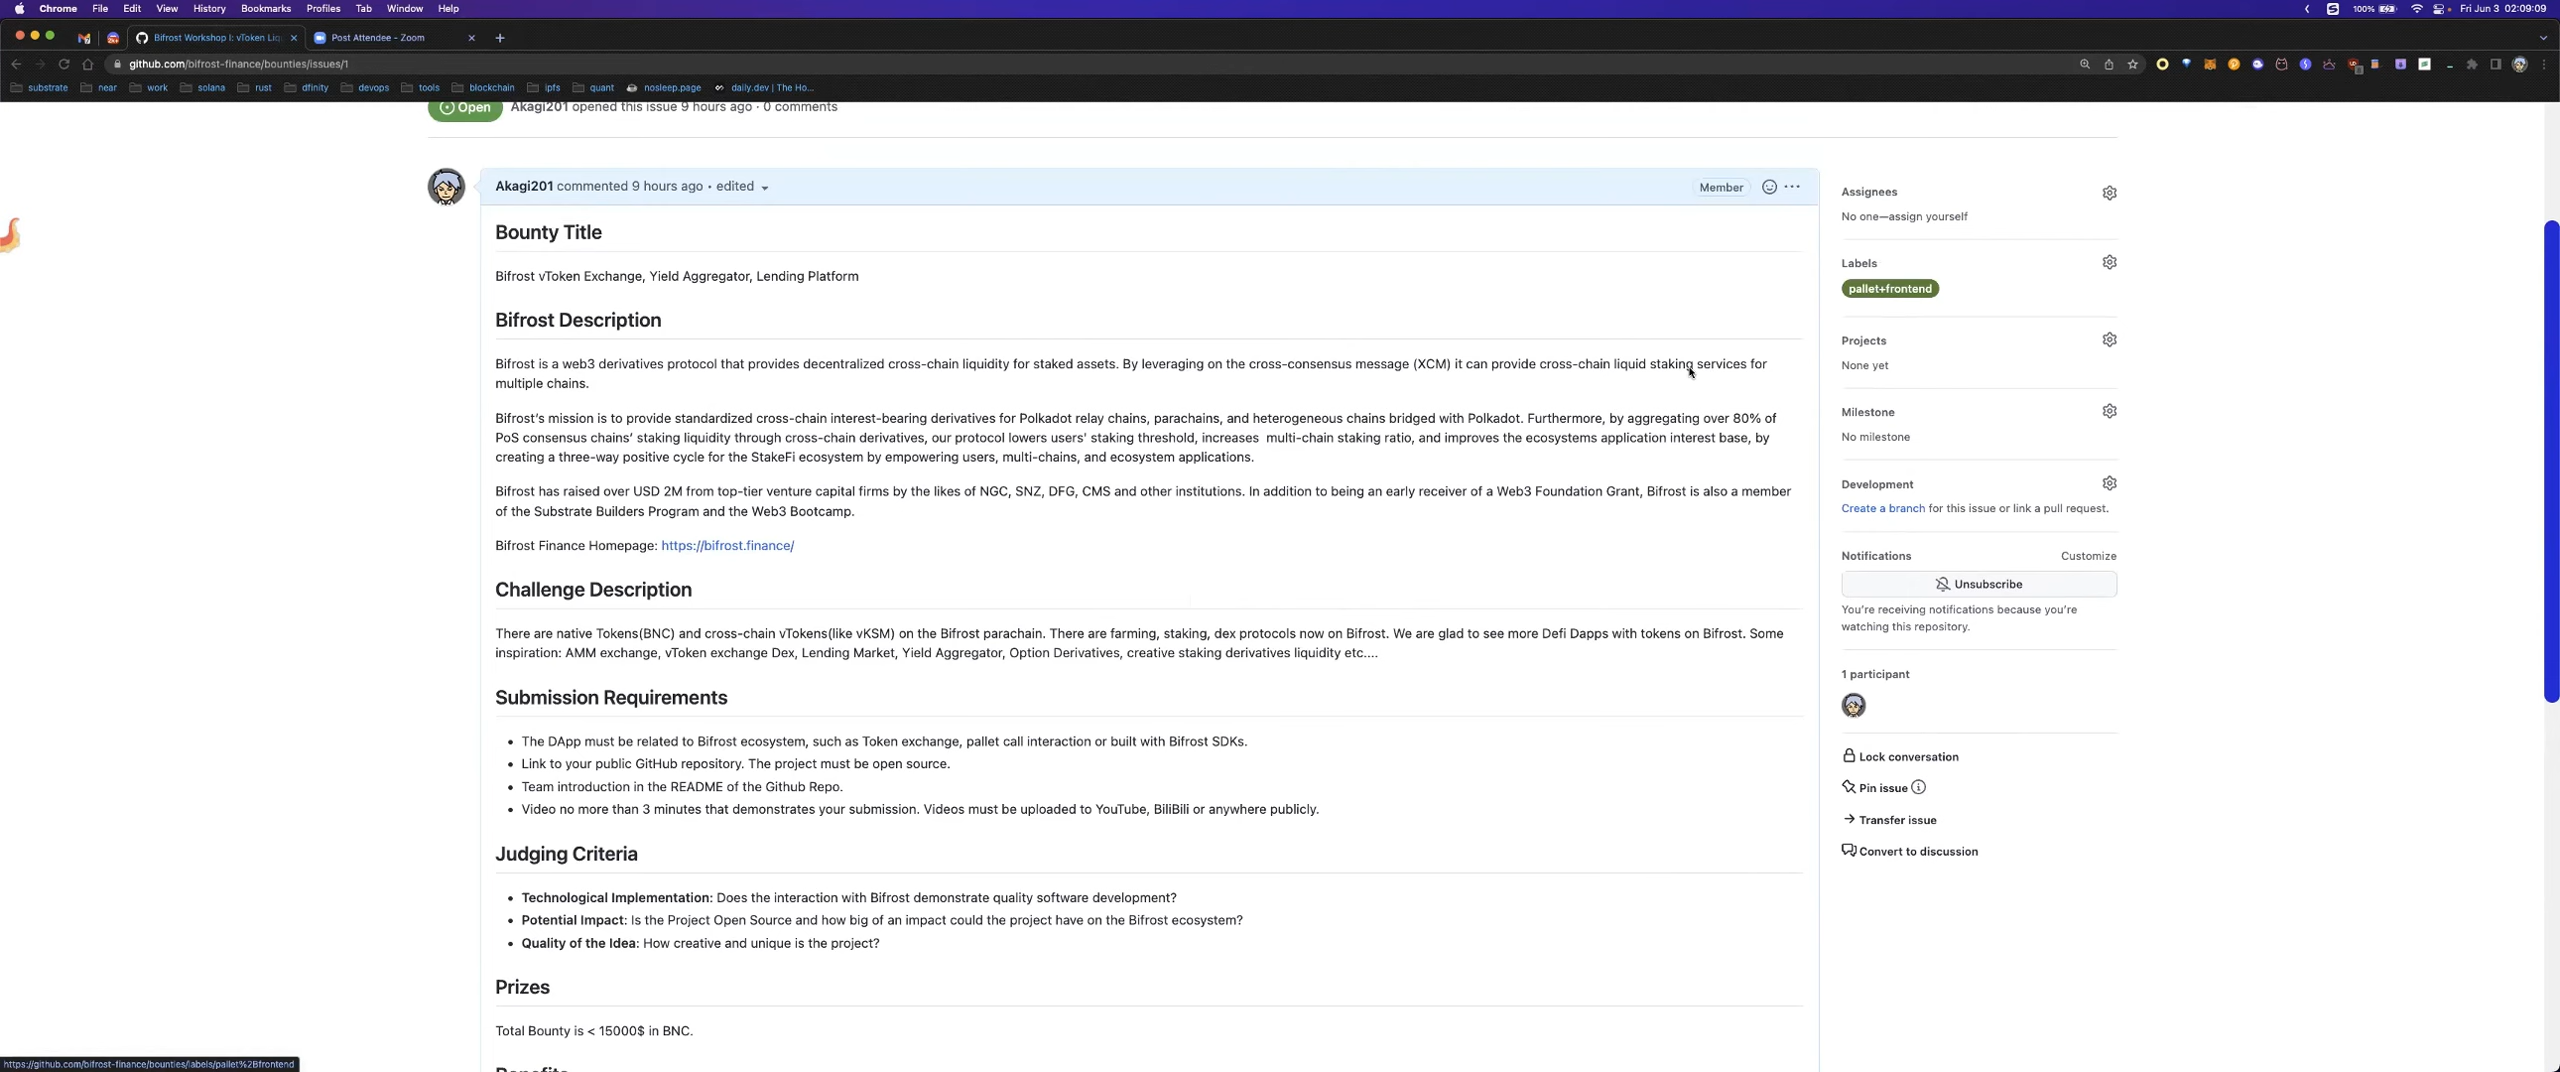 Chrome File Edit View History Bookmarks Profiles Tab Window Help 100% Fri Jun 3 02:09:09
Bifrost Workshop I: vToken Liq Post Attendee - Zoom
github.com/bifrost-finance/bounties/issues/1
substrate near work solana rust dfinity devops tools blockchain ipfs quant nosleep.page daily.dev | The Ho...
Open Akagi201 opened this issue 9 hours ago · 0 comments
Akagi201 commented 9 hours ago • edited Member
Bounty Title
Bifrost vToken Exchange, Yield Aggregator, Lending Platform
Bifrost Description
Bifrost is a web3 derivatives protocol that provides decentralized cross-chain liquidity for staked assets. By leveraging on the cross-consensus message (XCM) it can provide cross-chain liquid staking services for
multiple chains.
Bifrost's mission is to provide standardized cross-chain interest-bearing derivatives for Polkadot relay chains, parachains, and heterogeneous chains bridged with Polkadot. Furthermore, by aggregating over 80% of
PoS consensus chains' staking liquidity through cross-chain derivatives, our protocol lowers users' staking threshold, increases multi-chain staking ratio, and improves the ecosystems application interest base, by
creating a three-way positive cycle for the StakeFi ecosystem by empowering users, multi-chains, and ecosystem applications.
Bifrost has raised over USD 2M from top-tier venture capital firms by the likes of NGC, SNZ, DFG, CMS and other institutions. In addition to being an early receiver of a Web3 Foundation Grant, Bifrost is also a member
of the Substrate Builders Program and the Web3 Bootcamp.
Bifrost Finance Homepage: https://bifrost.finance/
Challenge Description
There are native Tokens(BNC) and cross-chain vTokens(like vKSM) on the Bifrost parachain. There are farming, staking, dex protocols now on Bifrost. We are glad to see more Defi Dapps with tokens on Bifrost. Some
inspiration: AMM exchange, vToken exchange Dex, Lending Market, Yield Aggregator, Option Derivatives, creative staking derivatives liquidity etc....
Submission Requirements
• The DApp must be related to Bifrost ecosystem, such as Token exchange, pallet call interaction or built with Bifrost SDKs.
• Link to your public GitHub repository. The project must be open source.
• Team introduction in the README of the Github Repo.
• Video no more than 3 minutes that demonstrates your submission. Videos must be uploaded to YouTube, BiliBili or anywhere publicly.
Judging Criteria
• Technological Implementation: Does the interaction with Bifrost demonstrate quality software development?
• Potential Impact: Is the Project Open Source and how big of an impact could the project have on the Bifrost ecosystem?
• Quality of the Idea: How creative and unique is the project?
Prizes
Total Bounty is < 15000$ in BNC.
Benefits
Assignees
No one—assign yourself
Labels
pallet+frontend
Projects
None yet
Milestone
No milestone
Development
Create a branch for this issue or link a pull request.
Notifications Customize
Unsubscribe
You're receiving notifications because you're
watching this repository.
1 participant
Lock conversation
Pin issue
Transfer issue
Convert to discussion
https://github.com/bifrost-finance/bounties/labels/pallet%2Bfrontend